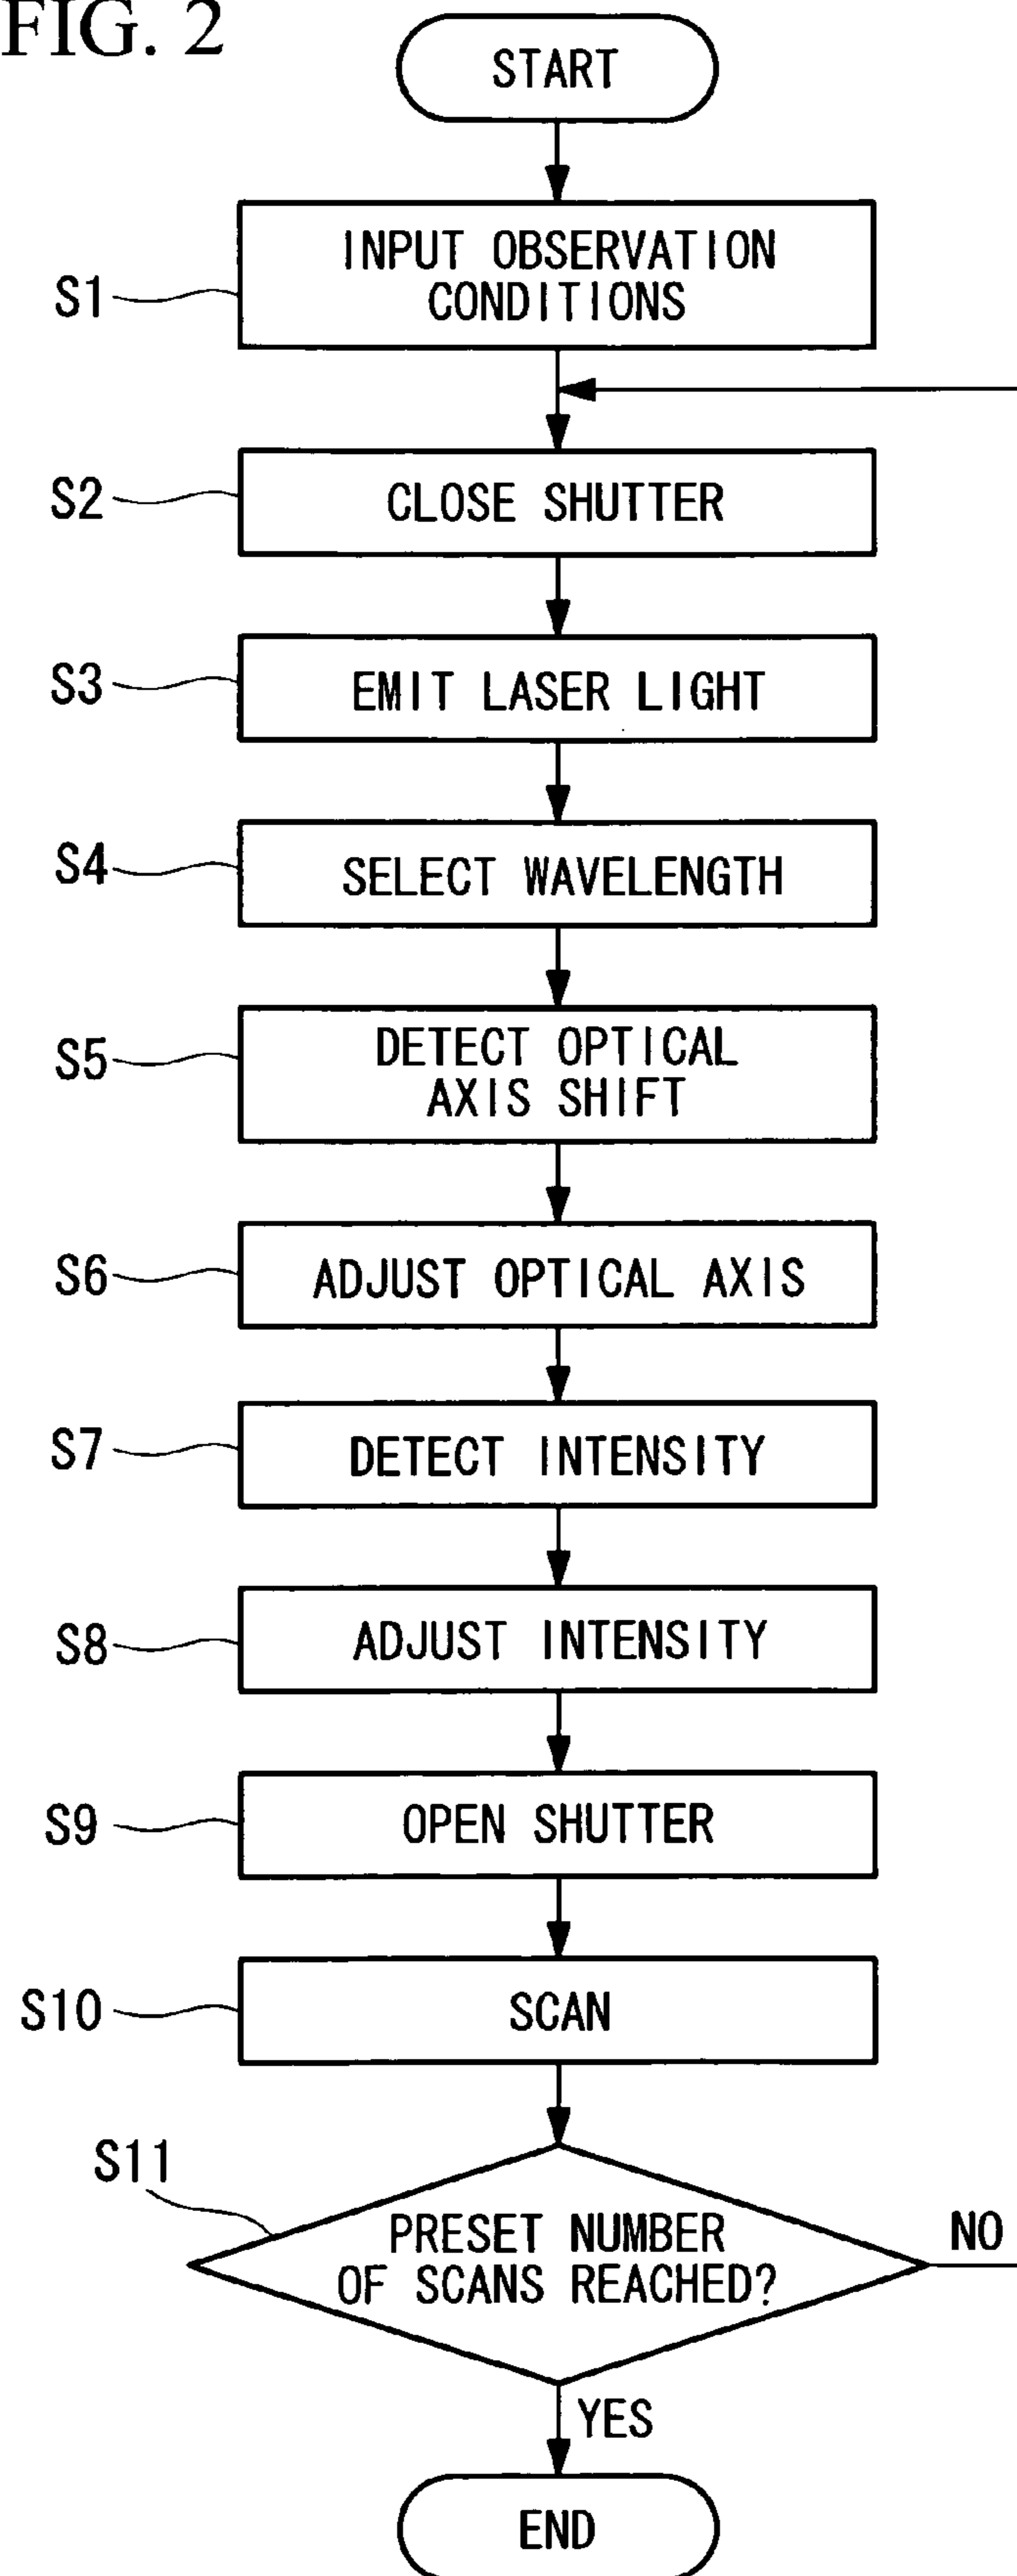 FIG. 2
START
S1
INPUT OBSERVATION
CONDITIONS
S2
CLOSE SHUTTER
S3
EMIT LASER LIGHT
S4
SELECT WAVELENGTH
S5
DETECT OPTICAL
AXIS SHIFT
S6
ADJUST OPTICAL AXIS
S7
DETECT INTENSITY
S8
ADJUST INTENSITY
S9
OPEN SHUTTER
S10
SCAN
S11
PRESET NUMBER
OF SCANS REACHED?
NO
YES
END